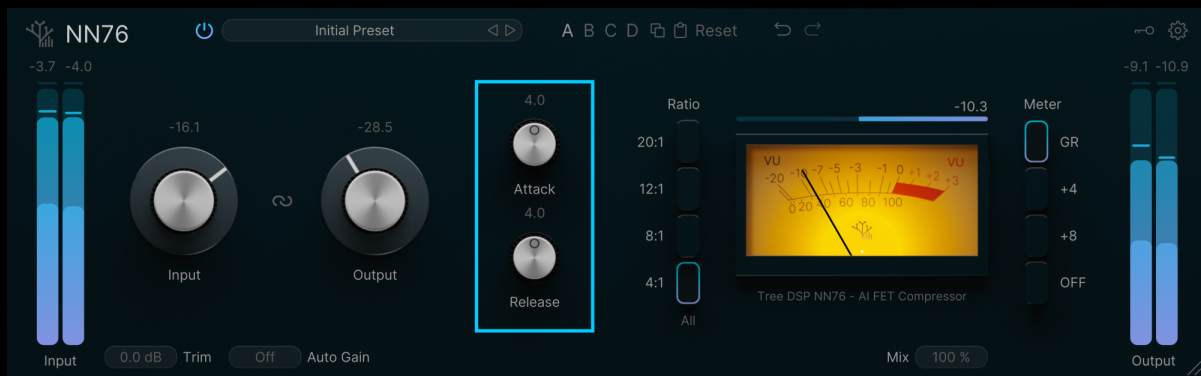 NN76
Initial Preset
A B C D Reset
-3.7 -4.0
-9.1 -10.9
-16.1
-28.5
4.0
Attack
4.0
Release
Input
Output
Ratio
20:1
12:1
8:1
4:1
All
-10.3
VU
VU
-20 -10 -7 -5 -3 -1 0 +1 +2 +3
0 20 40 60 80 100
Tree DSP NN76 - AI FET Compressor
Meter
GR
+4
+8
OFF
Input
0.0 dB Trim
Off Auto Gain
Mix 100 %
Output